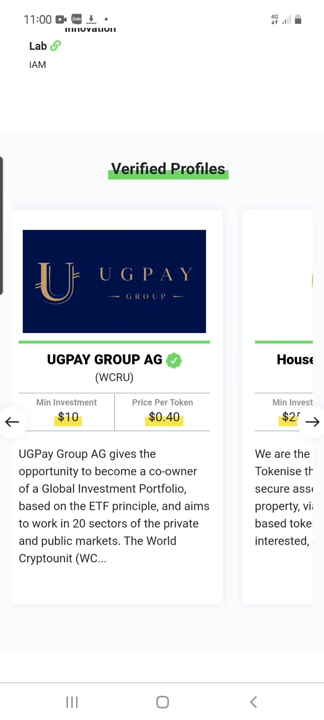 11:00
4G
Innovation
Lab
iAM
Verified Profiles
UGPAY
GROUP
UGPAY GROUP AG
(WCRU)
Min Investment
Price Per Token
$10
$0.40
UGPay Group AG gives the
opportunity to become a co-owner
of a Global Investment Portfolio,
based on the ETF principle, and aims
to work in 20 sectors of the private
and public markets. The World
Cryptounit (WC...
House
Min Invest
We are the
Tokenise th
secure asse
property, via
based toke
interested,